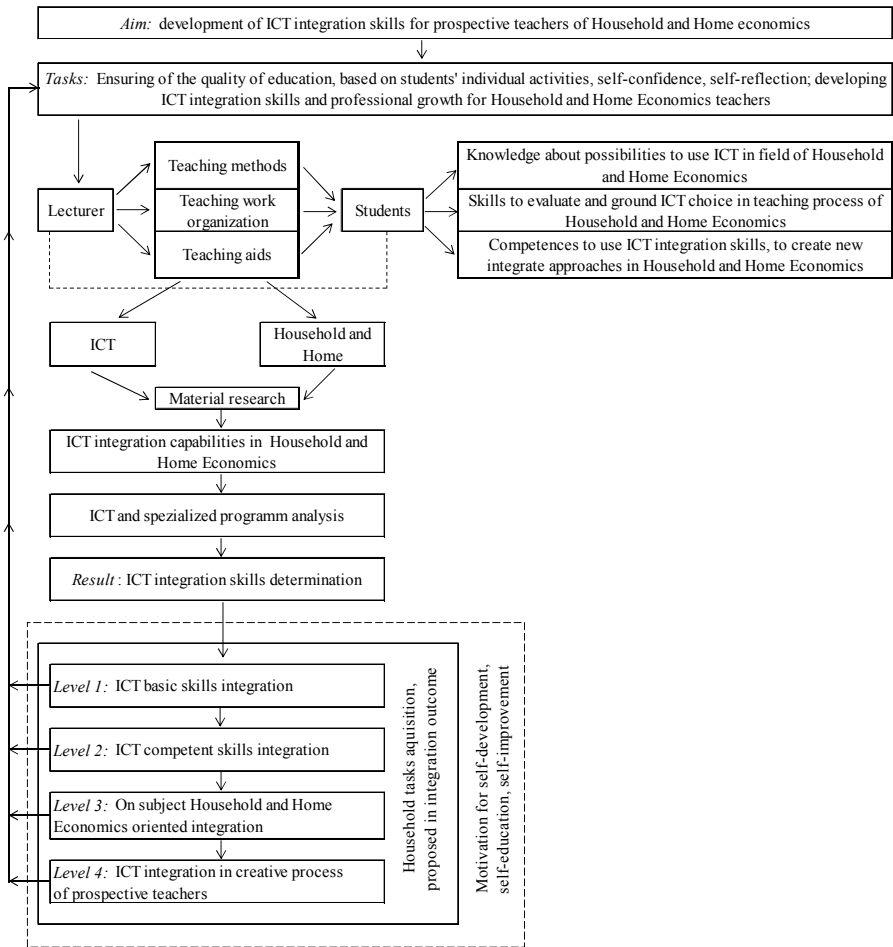 Aim: development of ICT integration skills for prospective teachers of Household and Home economics
Tasks: Ensuring of the quality of education, based on students' individual activities, self-confidence, self-reflection; developing
ICT integration skills and professional growth for Household and Home Economics teachers
Lecturer
Teaching methods
Teaching work
organization
Teaching aids
Students
Knowledge about possibilities to use ICT in field of Household
and Home Economics
Skills to evaluate and ground ICT choice in teaching process of
Household and Home Economics
Competences to use ICT integration skills, to create new
integrate approaches in Household and Home Economics
ICT
Household and
Home
Material research
ICT integration capabilities in Household and
Home Economics
ICT and spezialized programm analysis
Result : ICT integration skills determination
Level 1: ICT basic skills integration
Level 2: ICT competent skills integration
Level 3: On subject Household and Home
Economics oriented integration
Level 4: ICT integration in creative process
of prospective teachers
Household tasks aquisition,
proposed in integration outcome
Motivation for self-development,
self-education, self-improvement